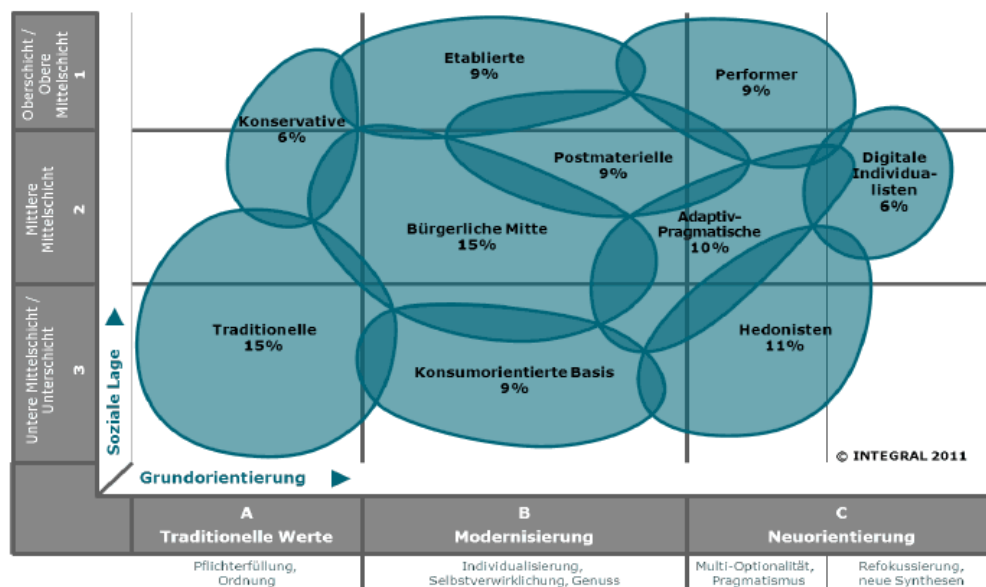 Oberschicht /
Obere
Mittelschicht
1
Mittlere
Mittelschicht
2
Untere Mittelschicht /
Unterschicht
3
Soziale Lage
Etablierte
9%
Performer
9%
Konservative
6%
Postmaterielle
9%
Digitale
Individua-
listen
6%
Bürgerliche Mitte
15%
Adaptiv-
Pragmatische
10%
Traditionelle
15%
Hedonisten
11%
Konsumorientierte Basis
9%
© INTEGRAL 2011
Grundorientierung
A
Traditionelle Werte
B
Modernisierung
C
Neuorientierung
Pflichterfüllung,
Ordnung
Individualisierung,
Selbstverwirklichung, Genuss
Multi-Optionalität,
Pragmatismus
Refokussierung,
neue Synthesen